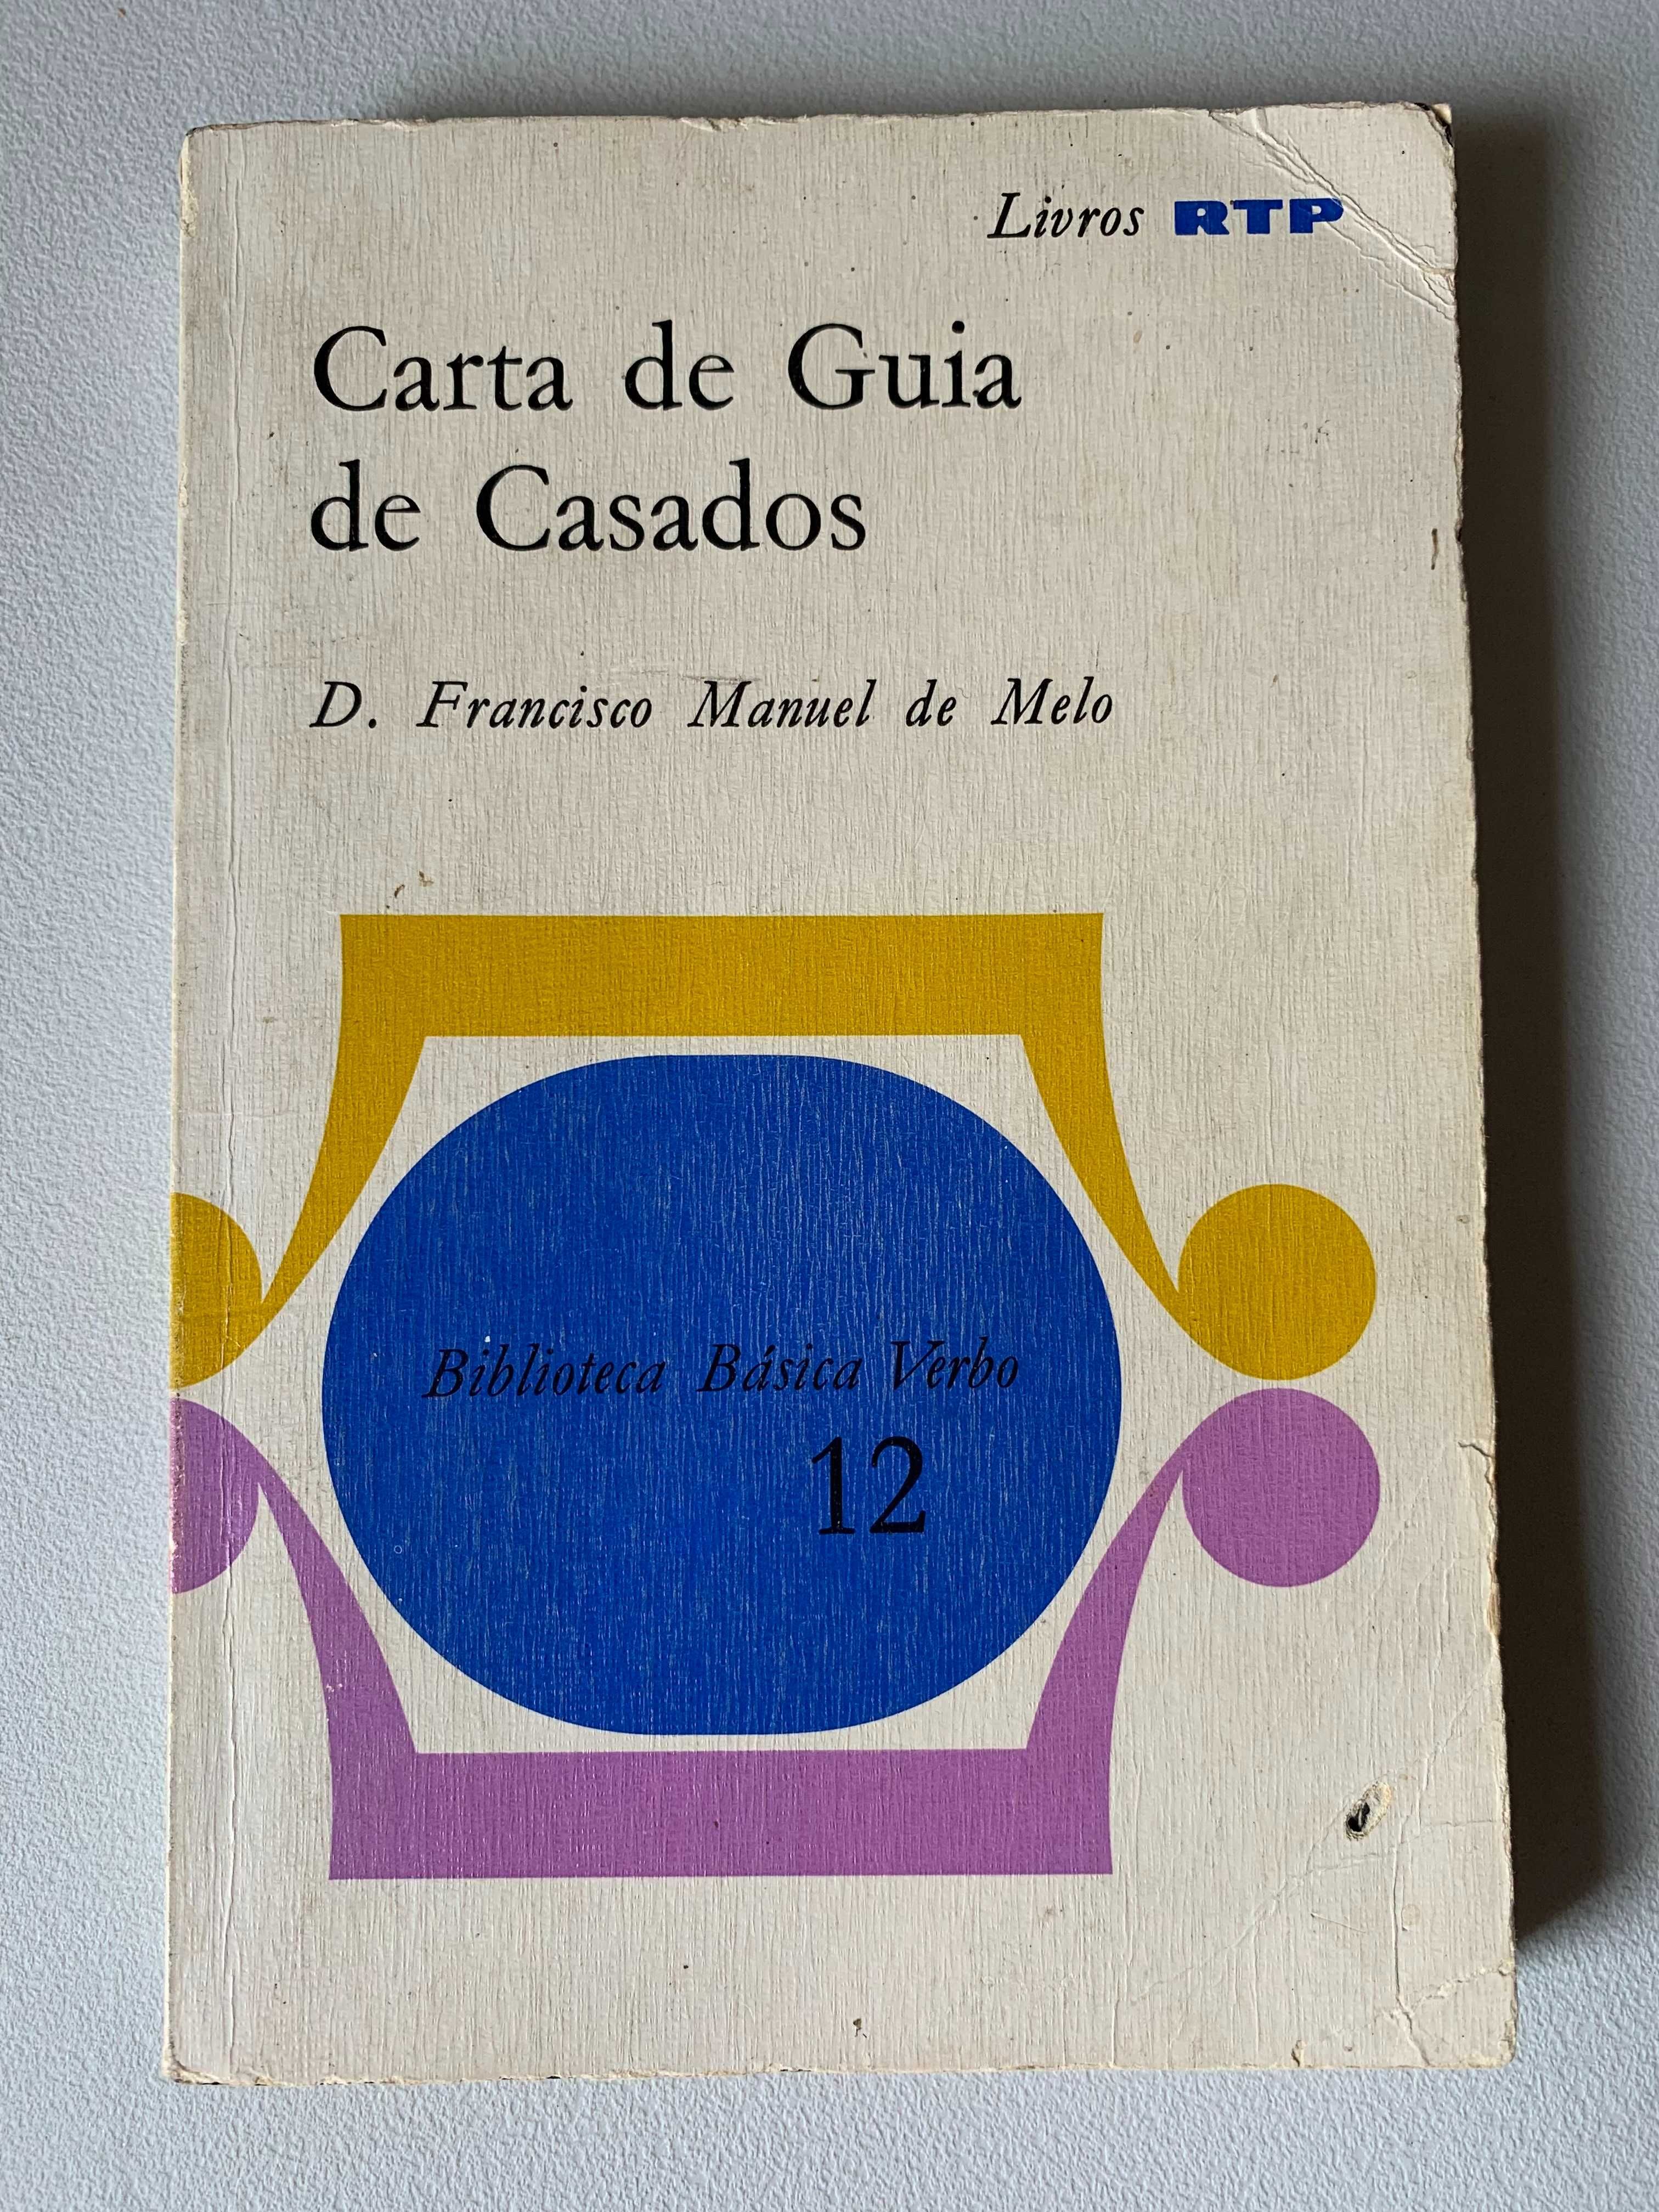 Livros RTP
Carta de Guia
de Casados
D. Francisco Manuel de Melo
Biblioteca Básica Verbo
12